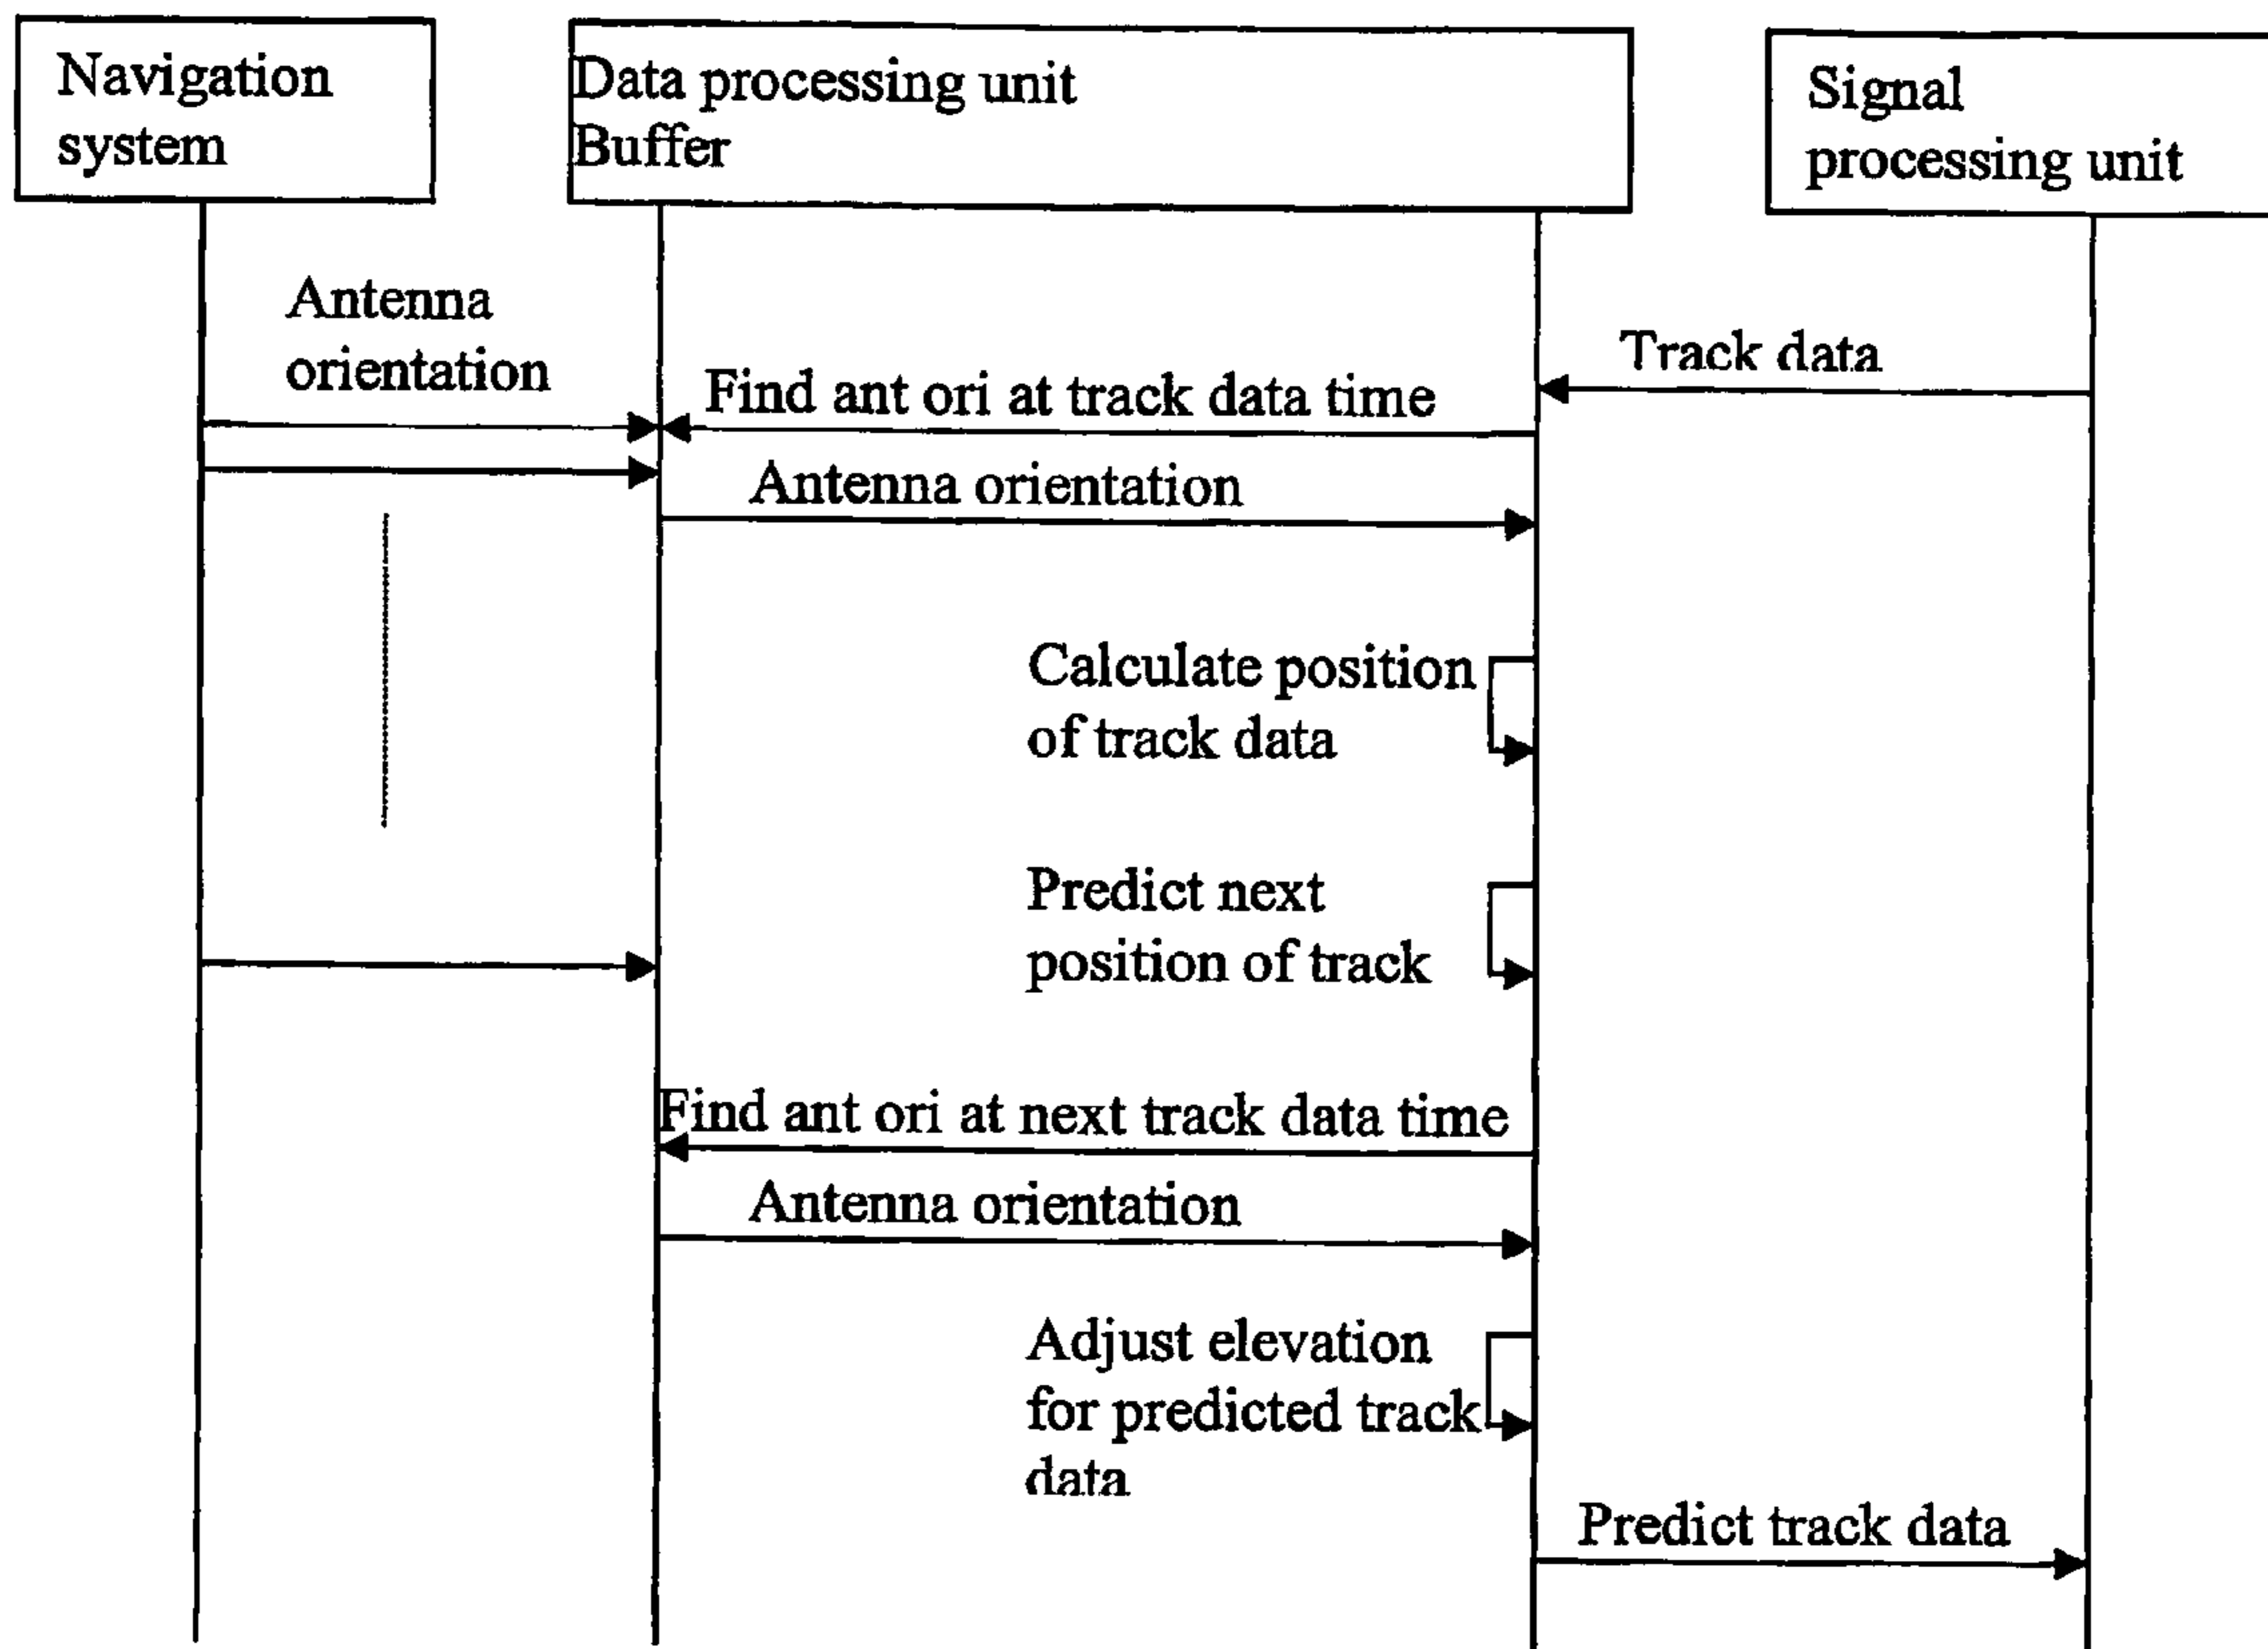 Navigation
system
Data processing unit
Buffer
Signal
processing unit
Antenna
orientation
Track data
Find ant ori at track data time
Antenna orientation
Calculate position
of track data
Predict next
position of track
Find ant ori at next track data time
Antenna orientation
Adjust elevation
for predicted track
data
Predict track data